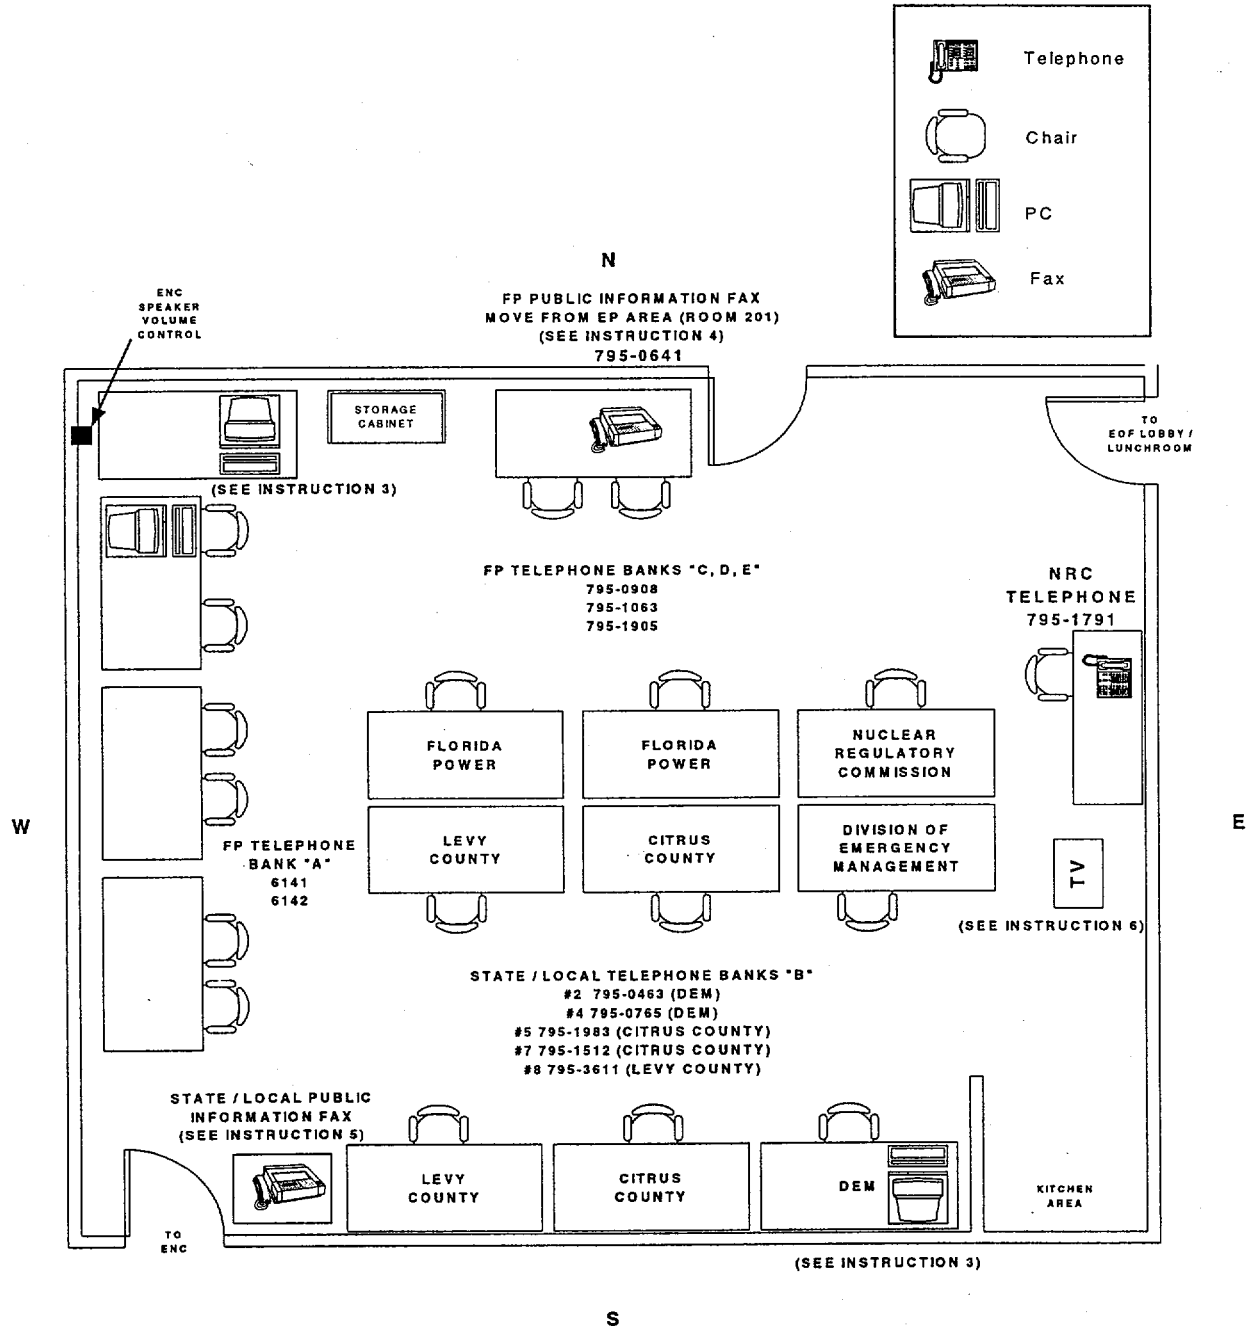 Telephone
Chair
PC
Fax
N
ENC
SPEAKER
VOLUME
CONTROL
FP PUBLIC INFORMATION FAX
MOVE FROM EP AREA (ROOM 201)
(SEE INSTRUCTION 4)
795-0641
STORAGE
CABINET
TO
EOF LOBBY /
LUNCHROOM
(SEE INSTRUCTION 3)
FP TELEPHONE BANKS "C, D, E"
795-0908
795-1063
795-1905
NRC
TELEPHONE
795-1791
FLORIDA
POWER
FLORIDA
POWER
NUCLEAR
REGULATORY
COMMISSION
W
E
LEVY
COUNTY
CITRUS
COUNTY
DIVISION OF
EMERGENCY
MANAGEMENT
FP TELEPHONE
BANK "A"
6141
6142
TV
(SEE INSTRUCTION 6)
STATE / LOCAL TELEPHONE BANKS "B"
#2 795-0463 (DEM)
#4 795-0765 (DEM)
#5 795-1983 (CITRUS COUNTY)
#7 795-1512 (CITRUS COUNTY)
#8 795-3611 (LEVY COUNTY)
STATE / LOCAL PUBLIC
INFORMATION FAX
(SEE INSTRUCTION 5)
LEVY
COUNTY
CITRUS
COUNTY
DEM
KITCHEN
AREA
TO
ENC
(SEE INSTRUCTION 3)
S